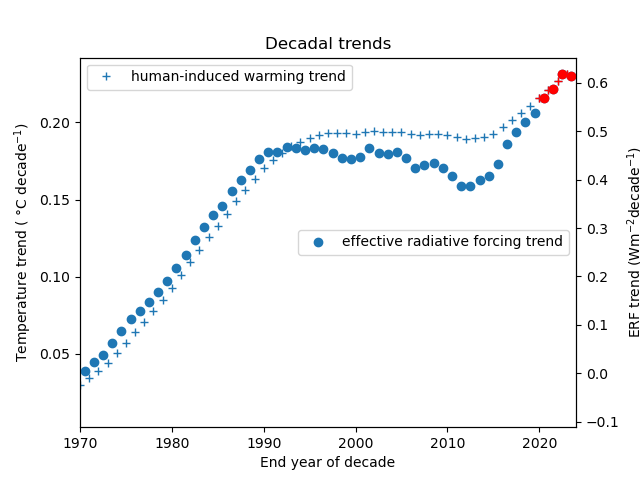 Decadal trends
human-induced warming trend
effective radiative forcing trend
Temperature trend ( °C decade⁻¹)
0.20
0.15
0.10
0.05
ERF trend (Wm⁻²decade⁻¹)
0.6
0.5
0.4
0.3
0.2
0.1
0.0
−0.1
1970 1980 1990 2000 2010 2020
End year of decade